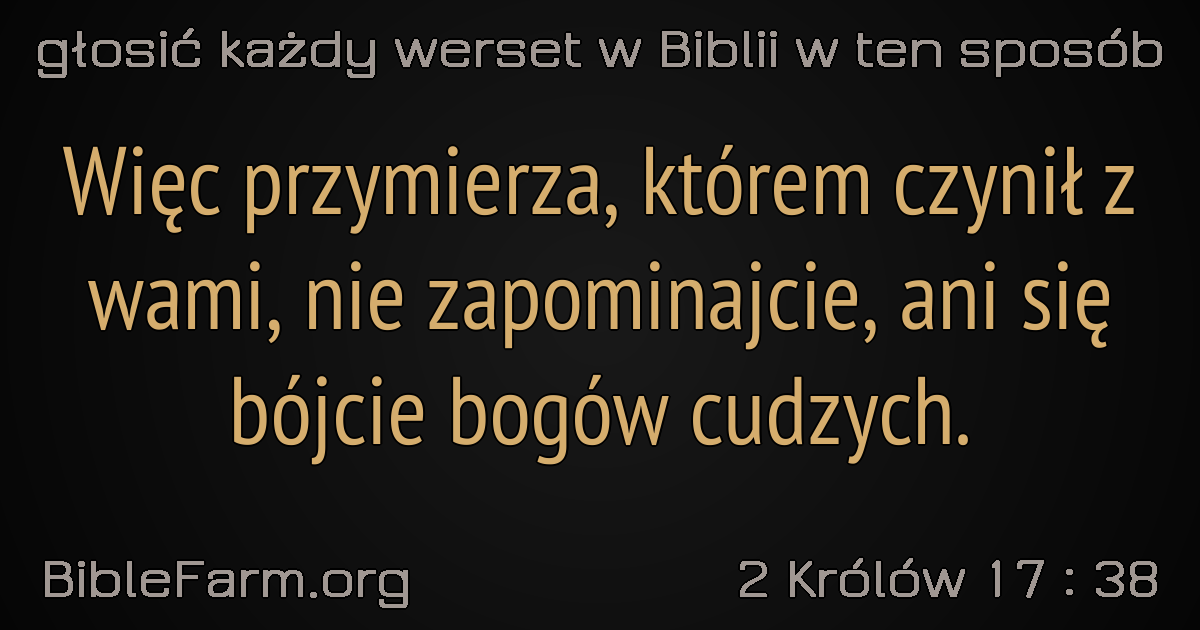 głosić każdy werset w Biblii w ten sposób
Więc przymierza, którem czynił z
wami, nie zapominajcie, ani się
bójcie bogów cudzych.
BibleFarm.org
2 Królów 17 : 38